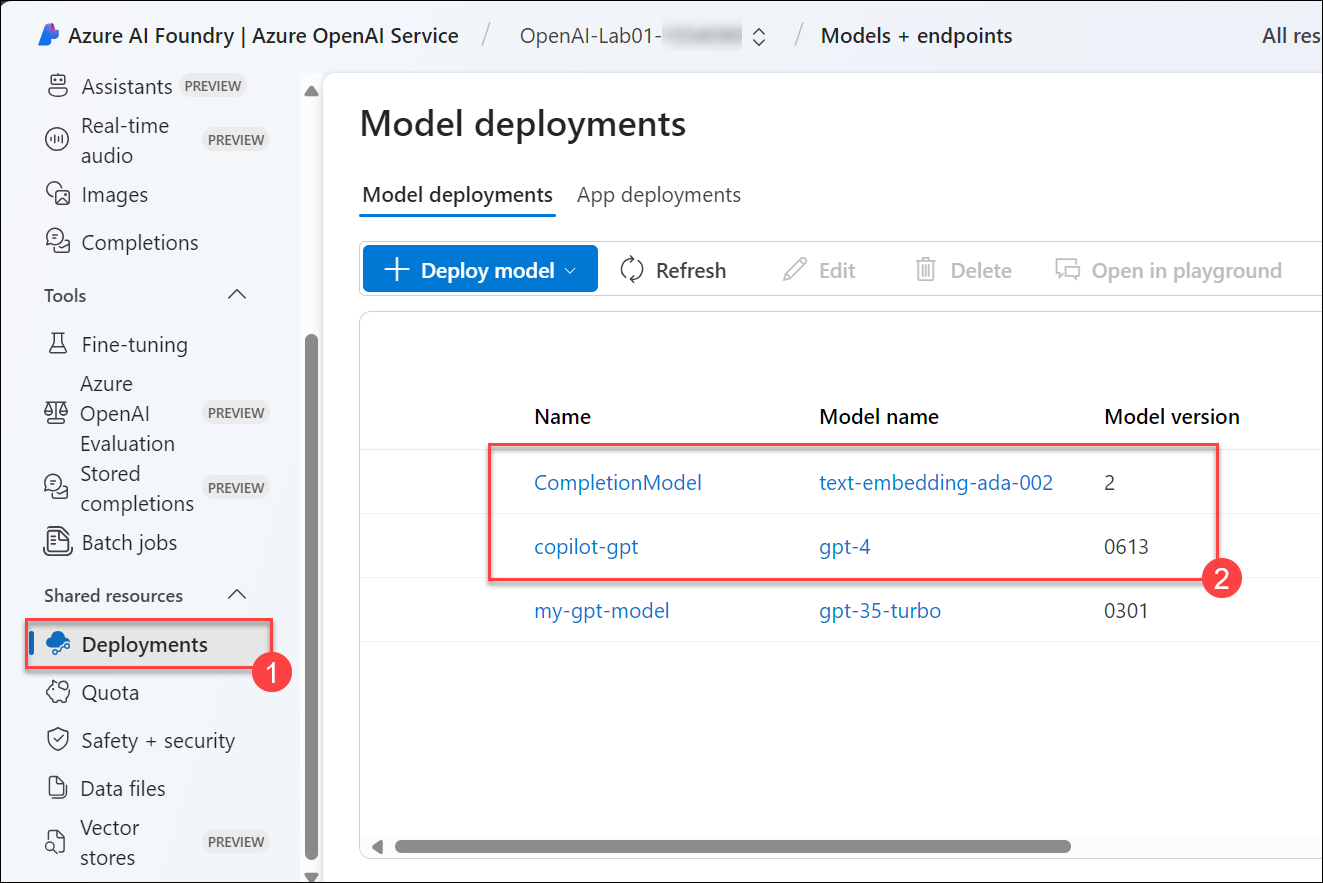 Azure AI Foundry | Azure OpenAI Service / OpenAI-Lab01- / Models + endpoints All res
Assistants PREVIEW
Real-time
audio
PREVIEW
Images
Completions
Tools
Fine-tuning
Azure
OpenAI
Evaluation
PREVIEW
Stored
completions
PREVIEW
Batch jobs
Shared resources
Deployments
1
Quota
Safety + security
Data files
Vector
stores
PREVIEW
Model deployments
Model deployments App deployments
Deploy model Refresh Edit Delete Open in playground
Name Model name Model version
CompletionModel text-embedding-ada-002 2
copilot-gpt gpt-4 0613
2
my-gpt-model gpt-35-turbo 0301